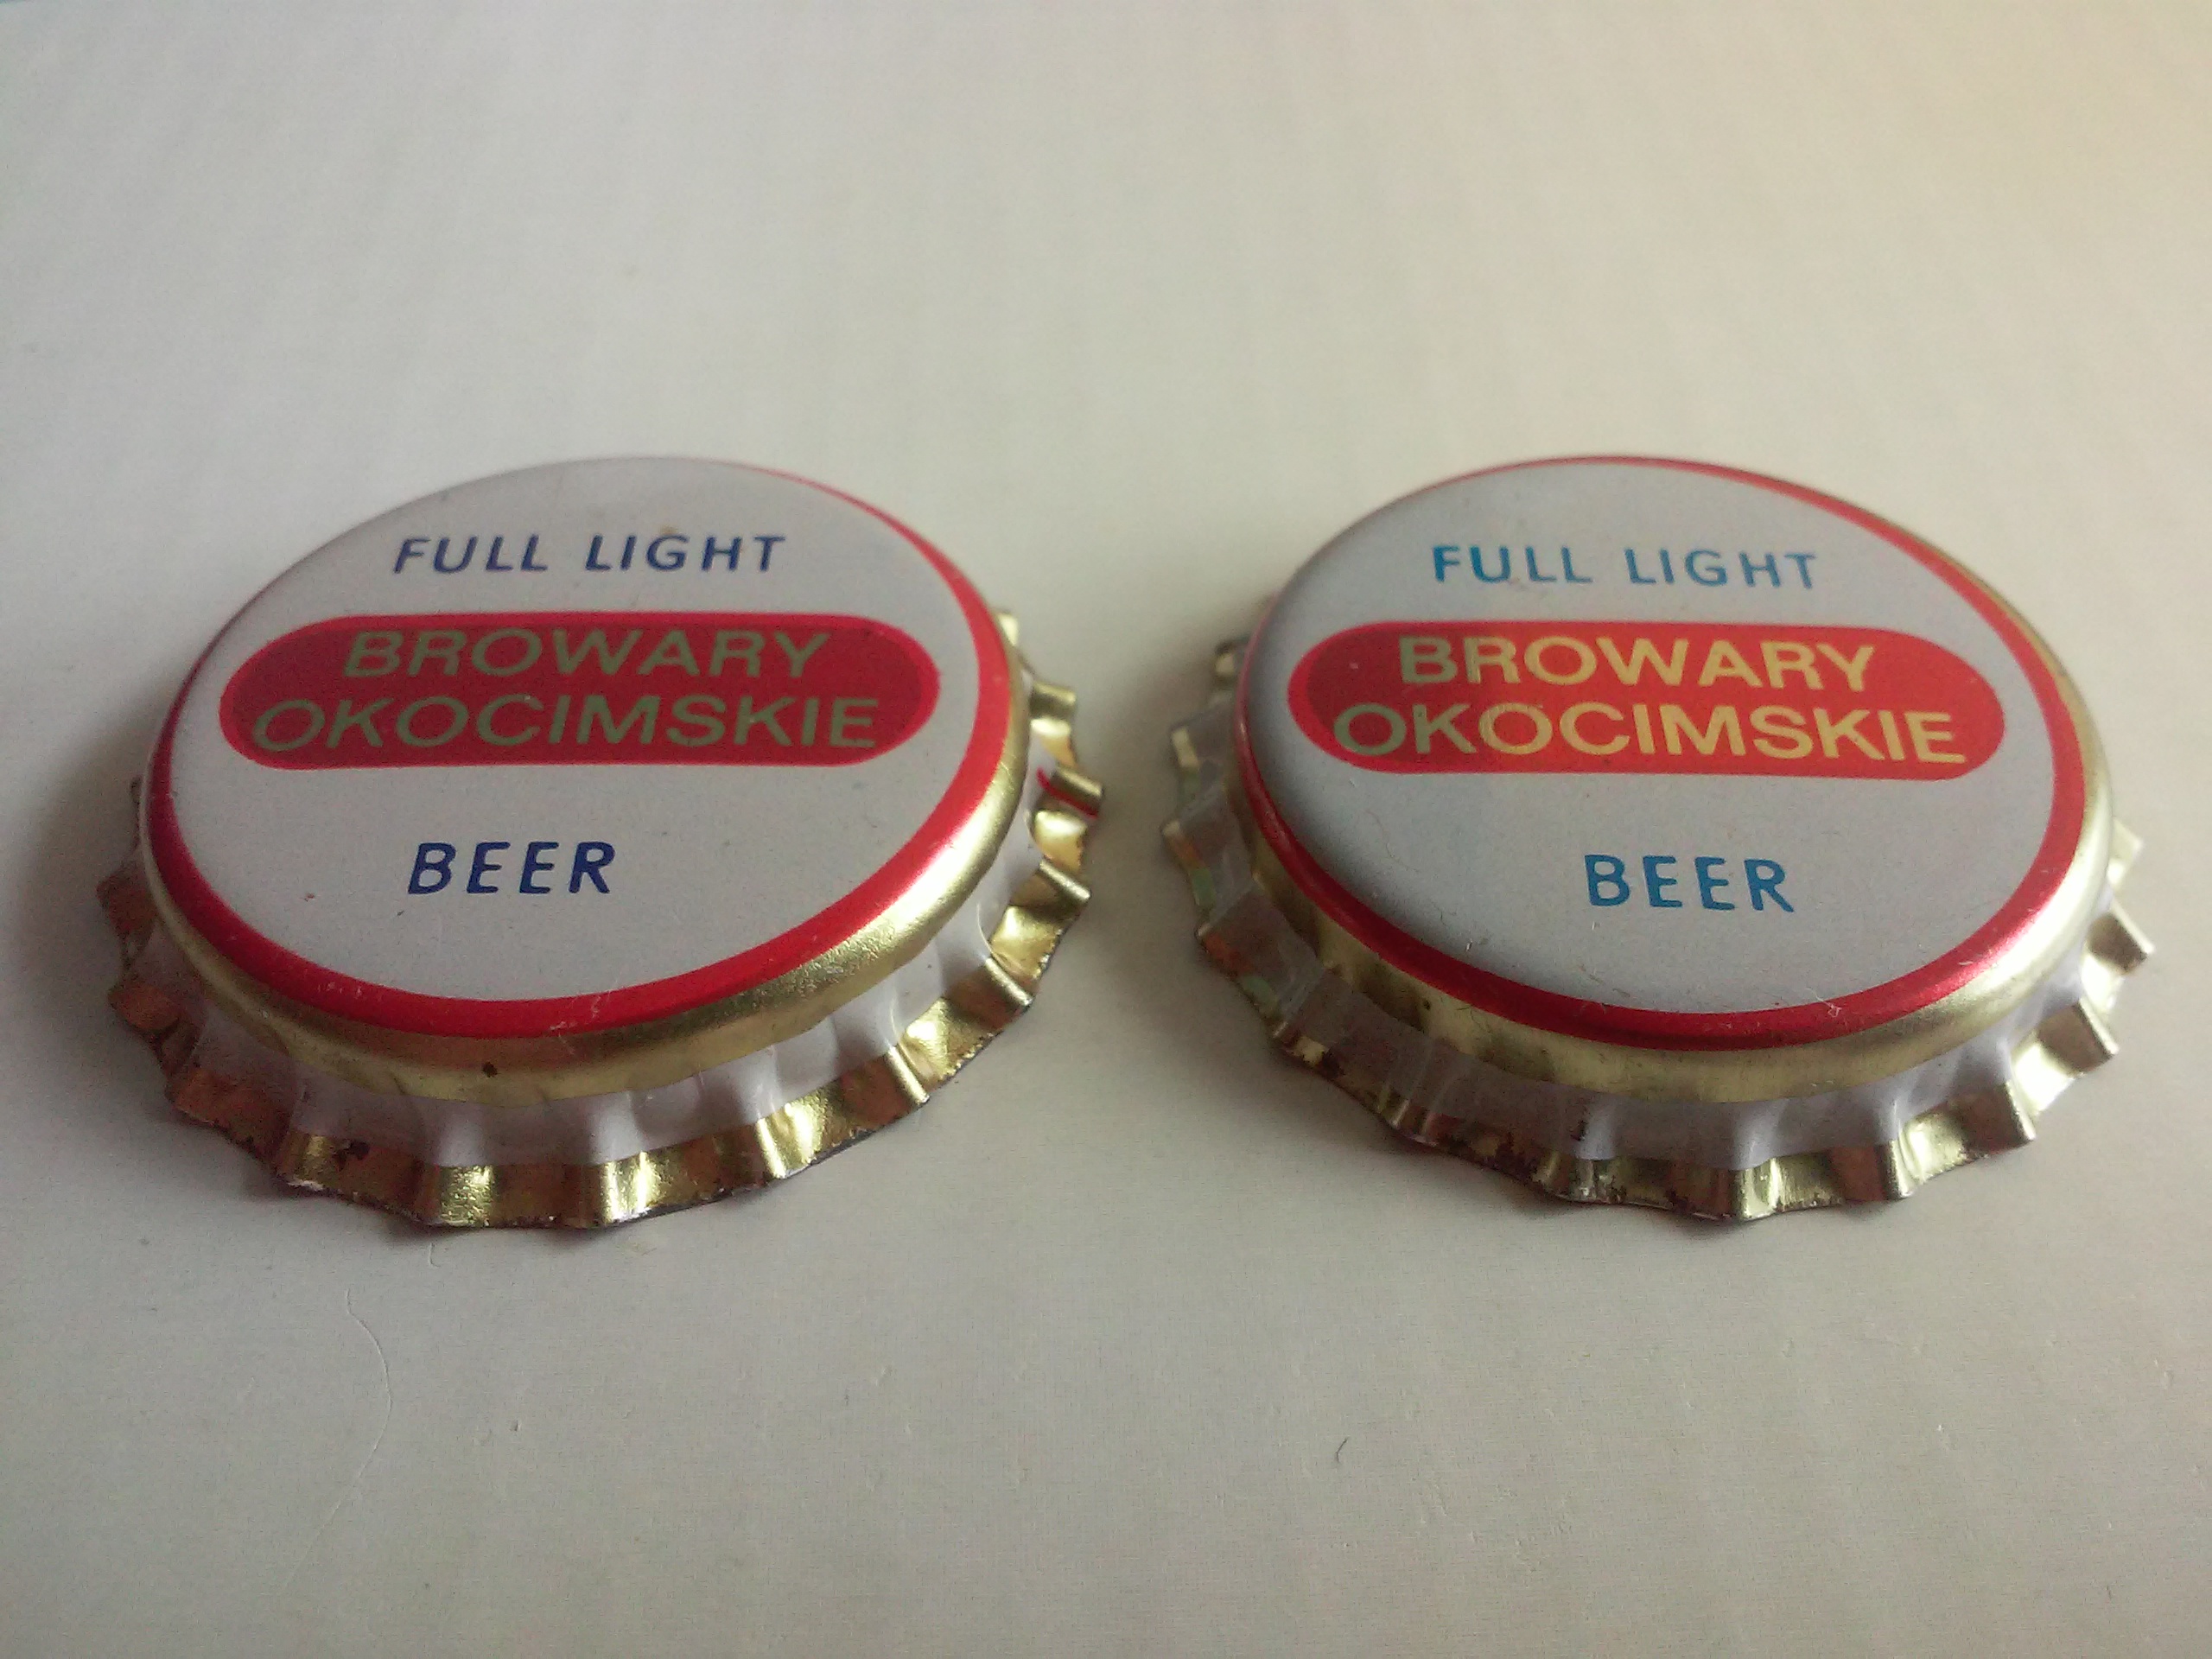 FULL LIGHT
BROWARY
OKOCIMSKIE
BEER
FULL LIGHT
BROWARY
OKOCIMSKIE
BEER